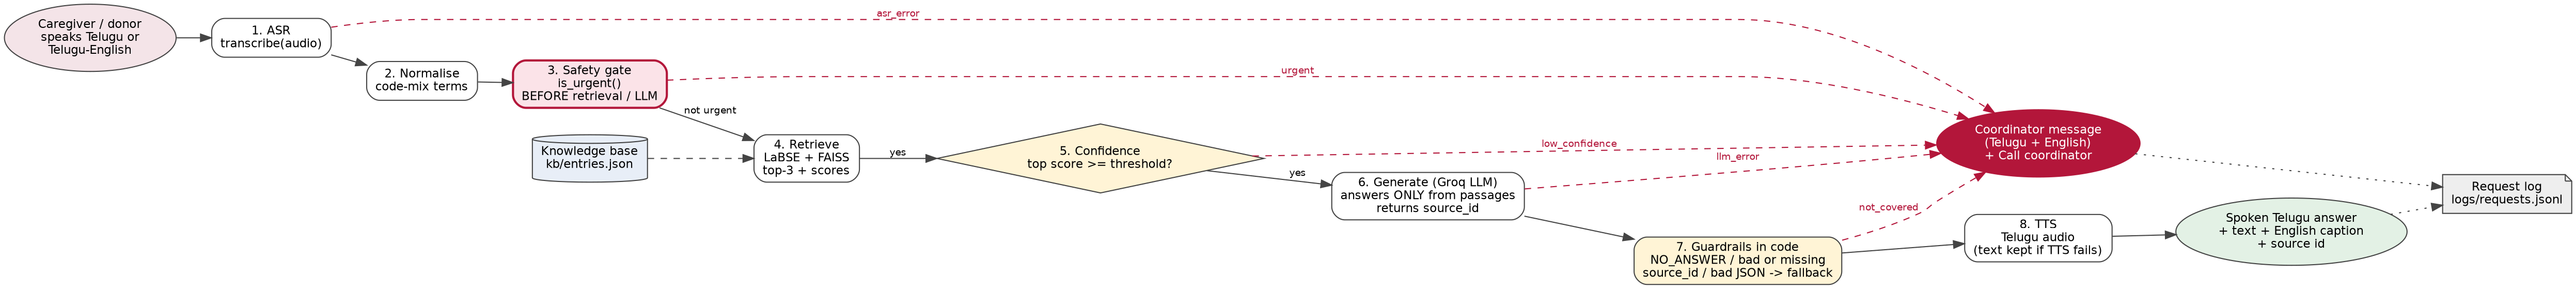 Caregiver / donor
speaks Telugu or
Telugu-English
1. ASR
transcribe(audio)
asr_error
2. Normalise
code-mix terms
3. Safety gate
is_urgent()
BEFORE retrieval / LLM
urgent
not urgent
Knowledge base
kb/entries.json
4. Retrieve
LaBSE + FAISS
top-3 + scores
yes
5. Confidence
top score >= threshold?
low_confidence
yes
6. Generate (Groq LLM)
answers ONLY from passages
returns source_id
llm_error
7. Guardrails in code
NO_ANSWER / bad or missing
source_id / bad JSON -> fallback
not_covered
8. TTS
Telugu audio
(text kept if TTS fails)
Coordinator message
(Telugu + English)
+ Call coordinator
Spoken Telugu answer
+ text + English caption
+ source id
Request log
logs/requests.jsonl